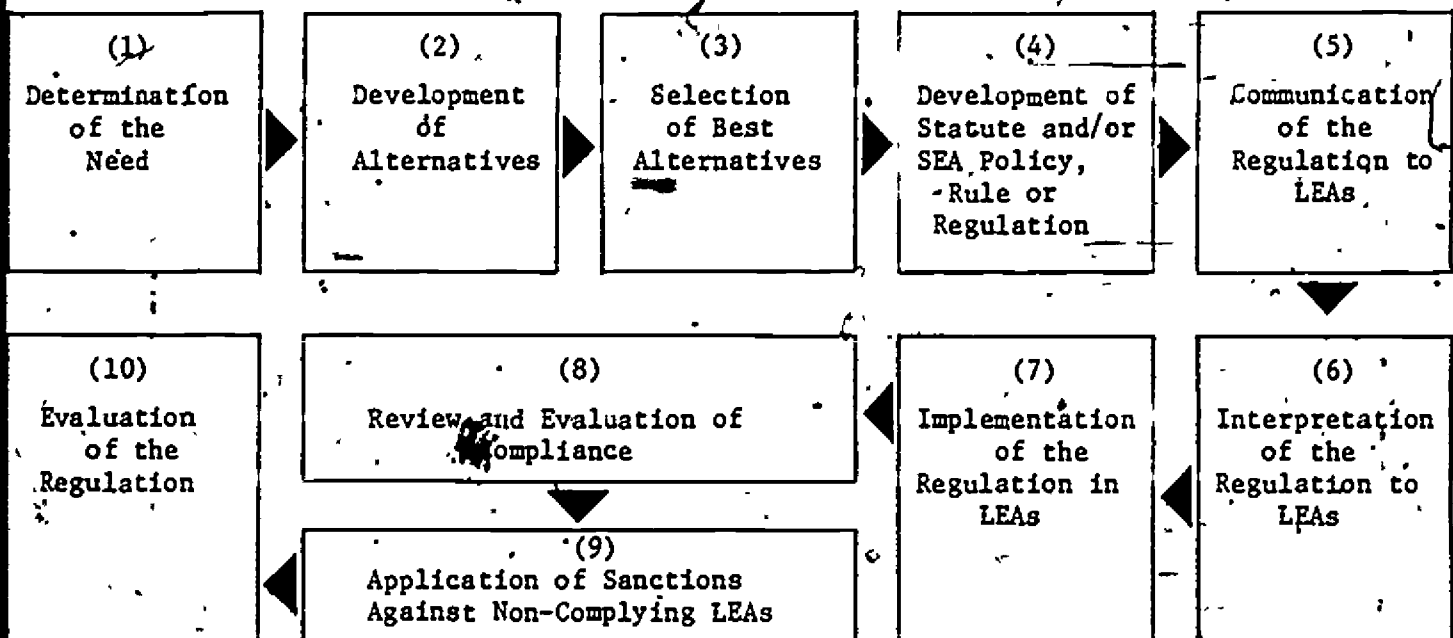 (1)
Determination
of the
Need
(2)
Development
of
Alternatives
(3)
Selection
of Best
Alternatives
(4)
Development of
Statute and/or
SEA Policy,
Rule or
Regulation
(5)
Communication
of the
Regulation to
LEAs
(6)
Interpretation
of the
Regulation to
LEAs
(7)
Implementation
of the
Regulation in
LEAs
(8)
Review and Evaluation of
Compliance
(9)
Application of Sanctions
Against Non-Complying LEAs
(10)
Evaluation
of the
Regulation